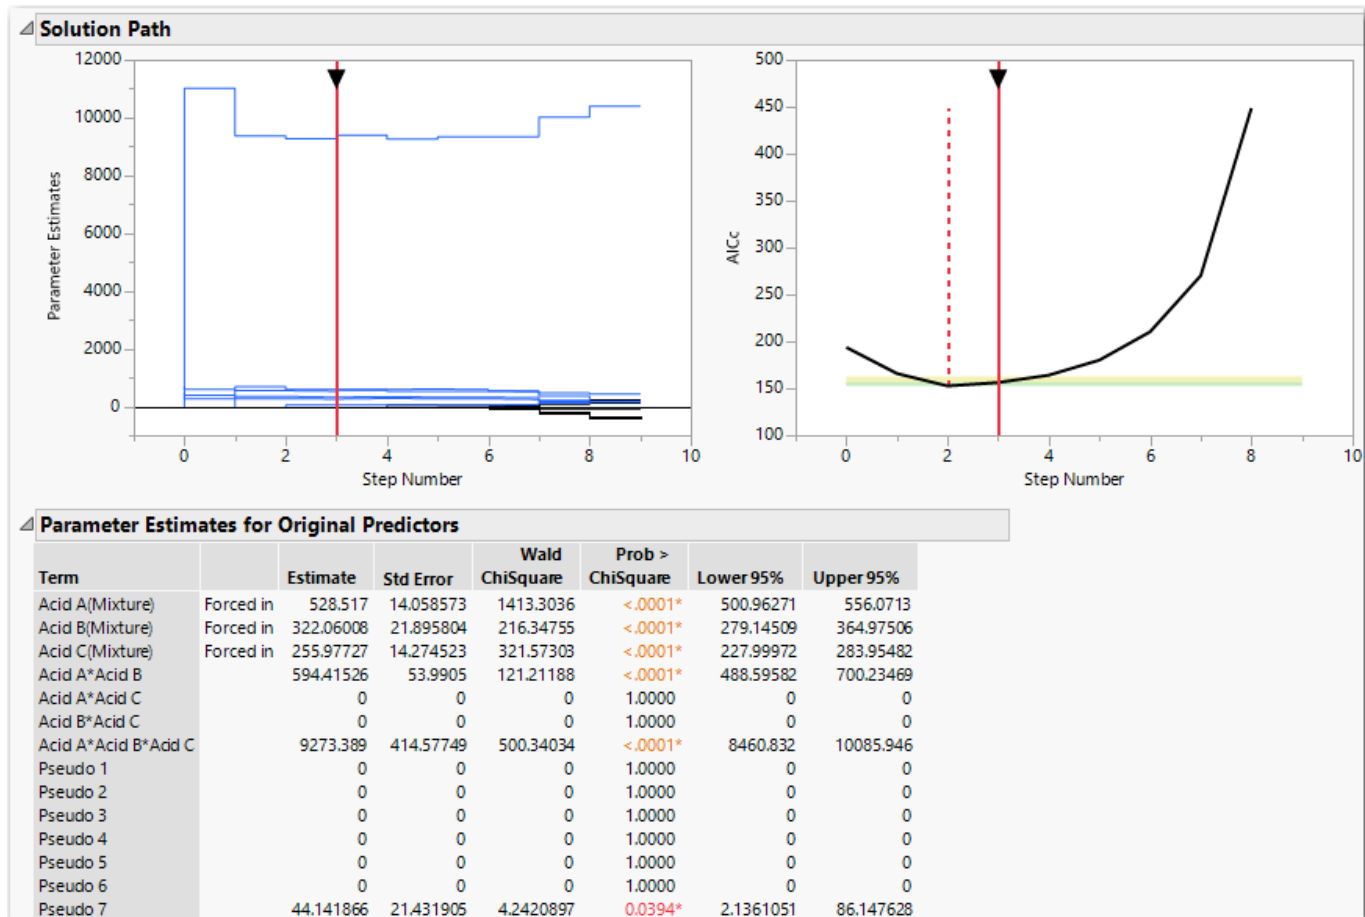 Solution Path
12000
10000
8000
6000
4000
2000
0
Parameter Estimates
0 2 4 6 8 10
Step Number
500
450
400
350
300
250
200
150
100
AICc
0 2 4 6 8 10
Step Number
Parameter Estimates for Original Predictors
Term Estimate Std Error Wald ChiSquare Prob > ChiSquare Lower 95% Upper 95%
Acid A(Mixture) Forced in 528.517 14.058573 1413.3036 <.0001* 500.96271 556.0713
Acid B(Mixture) Forced in 322.06008 21.895804 216.34755 <.0001* 279.14509 364.97506
Acid C(Mixture) Forced in 255.97727 14.274523 321.57303 <.0001* 227.99972 283.95482
Acid A*Acid B 594.41526 53.9905 121.21188 <.0001* 488.59582 700.23469
Acid A*Acid C 0 0 0 1.0000 0 0
Acid B*Acid C 0 0 0 1.0000 0 0
Acid A*Acid B*Acid C 9273.389 414.57749 500.34034 <.0001* 8460.832 10085.946
Pseudo 1 0 0 0 1.0000 0 0
Pseudo 2 0 0 0 1.0000 0 0
Pseudo 3 0 0 0 1.0000 0 0
Pseudo 4 0 0 0 1.0000 0 0
Pseudo 5 0 0 0 1.0000 0 0
Pseudo 6 0 0 0 1.0000 0 0
Pseudo 7 44.141866 21.431905 4.2420897 0.0394* 2.1361051 86.147628